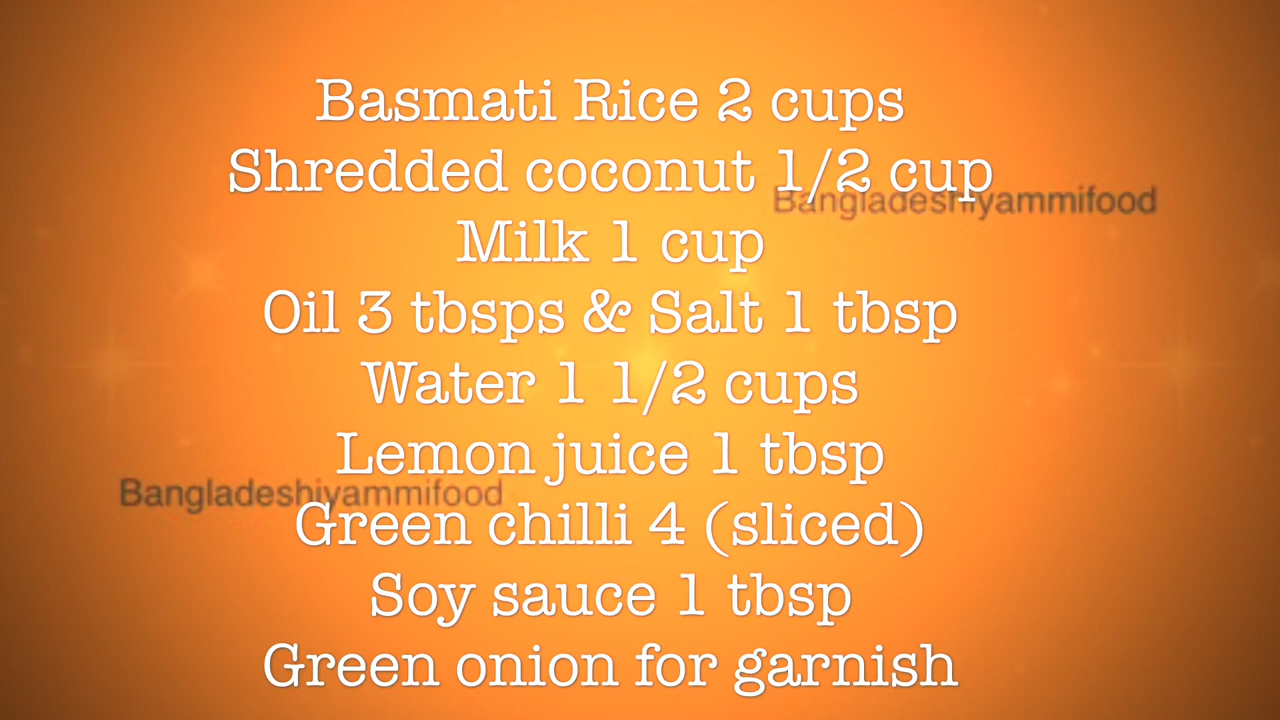 Basmati Rice 2 cups
Shredded coconut 1/2 cup
Bangladeshiyammifood
Milk 1 cup
Oil 3 tbsps & Salt 1 tbsp
Water 1 1/2 cups
Lemon juice 1 tbsp
Bangladeshiyammifood
Green chilli 4 (sliced)
Soy sauce 1 tbsp
Green onion for garnish